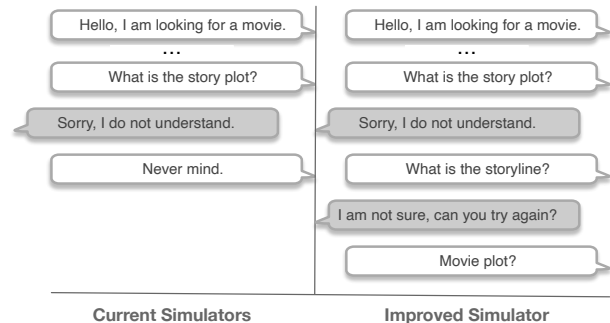 Hello, I am looking for a movie.
...
What is the story plot?
Sorry, I do not understand.
Never mind.
Current Simulators
Hello, I am looking for a movie.
...
What is the story plot?
Sorry, I do not understand.
What is the storyline?
I am not sure, can you try again?
Movie plot?
Improved Simulator